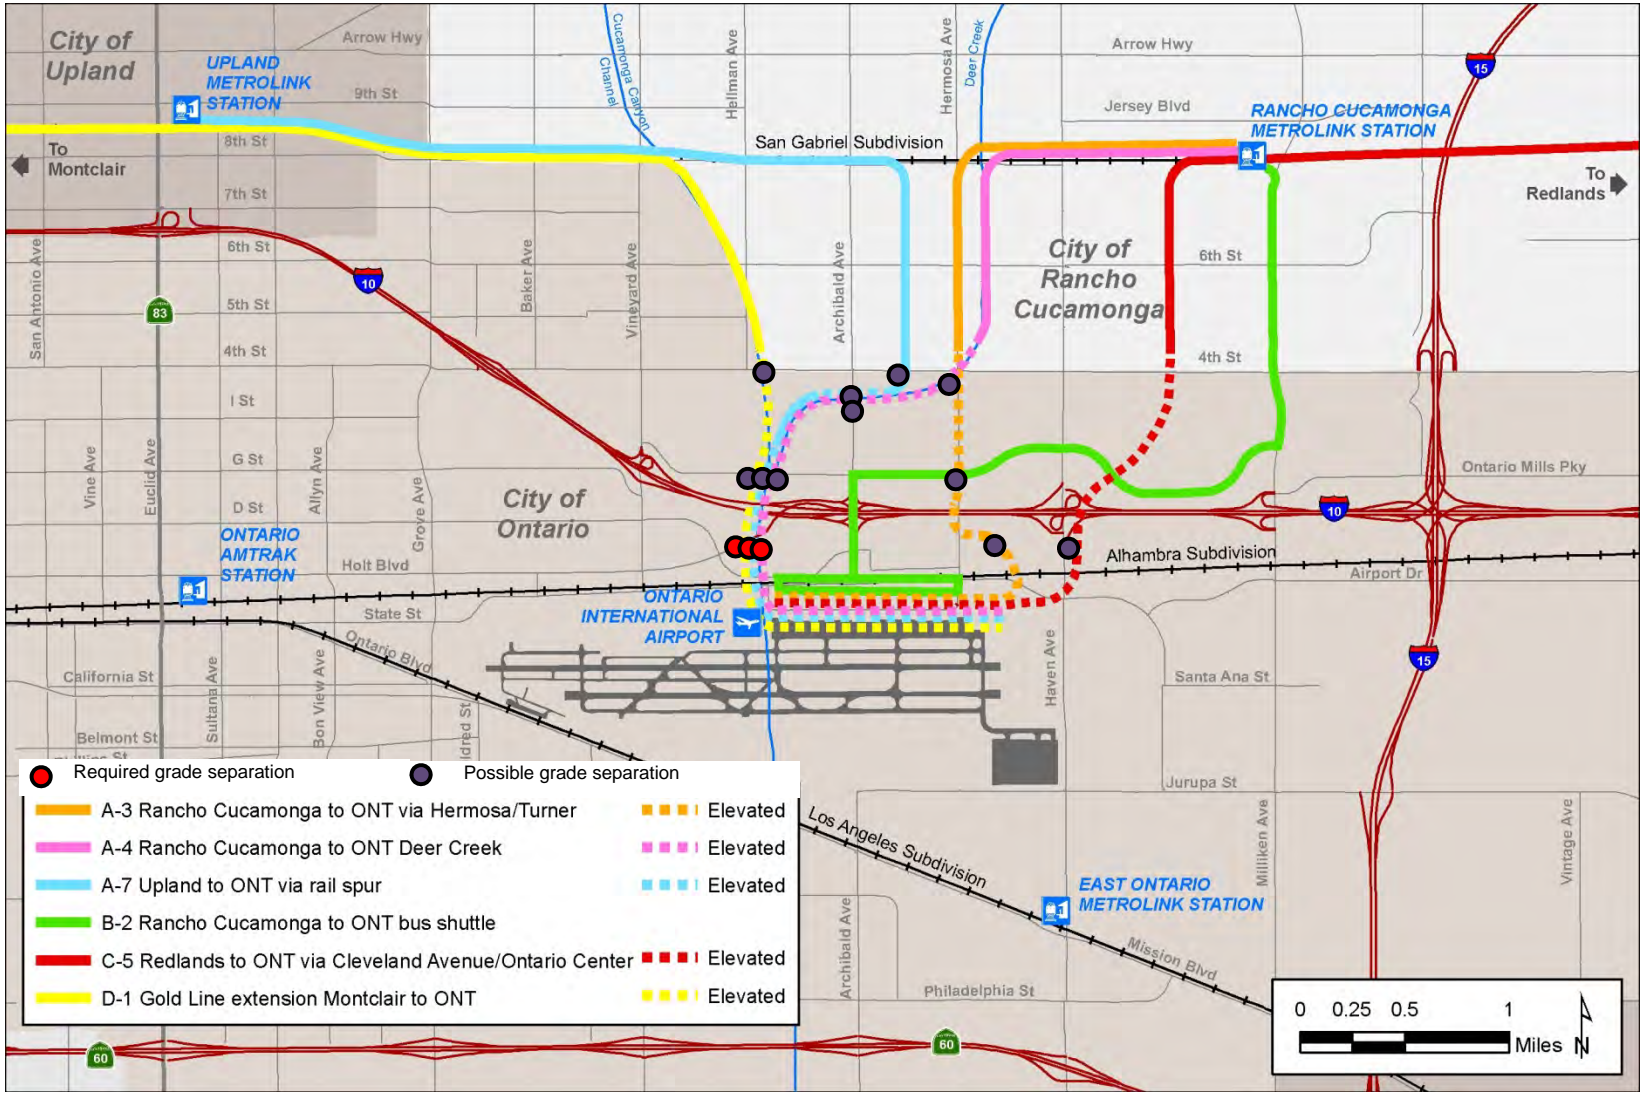 City of
Upland
Arrow Hwy
UPLAND
METROLINK
STATION
9th St
8th St
To
Montclair
7th St
6th St
5th St
4th St
I St
G St
D St
San Antonio Ave
83
10
Baker Ave
Vineyard Ave
Cucamonga Canyon
Channel
Hellman Ave
San Gabriel Subdivision
Archibald Ave
Hermosa Ave
Deer Creek
Arrow Hwy
Jersey Blvd
RANCHO CUCAMONGA
METROLINK STATION
15
To
Redlands
City of
Rancho
Cucamonga
6th St
4th St
Ontario Mills Pky
10
Vine Ave
Euclid Ave
Allyn Ave
Grove Ave
City of
Ontario
ONTARIO
AMTRAK
STATION
Holt Blvd
State St
Alhambra Subdivision
Airport Dr
ONTARIO
INTERNATIONAL
AIRPORT
Ontario Blvd
California St
Sultana Ave
Bon View Ave
Belmont St
Haven Ave
Santa Ana St
15
Jurupa St
Milliken Ave
Vintage Ave
Los Angeles Subdivision
EAST ONTARIO
METROLINK STATION
Archibald Ave
Mission Blvd
Philadelphia St
60
60
Required grade separation
Possible grade separation
A-3 Rancho Cucamonga to ONT via Hermosa/Turner
Elevated
A-4 Rancho Cucamonga to ONT Deer Creek
Elevated
A-7 Upland to ONT via rail spur
Elevated
B-2 Rancho Cucamonga to ONT bus shuttle
C-5 Redlands to ONT via Cleveland Avenue/Ontario Center
Elevated
D-1 Gold Line extension Montclair to ONT
Elevated
0 0.25 0.5 1
Miles
N